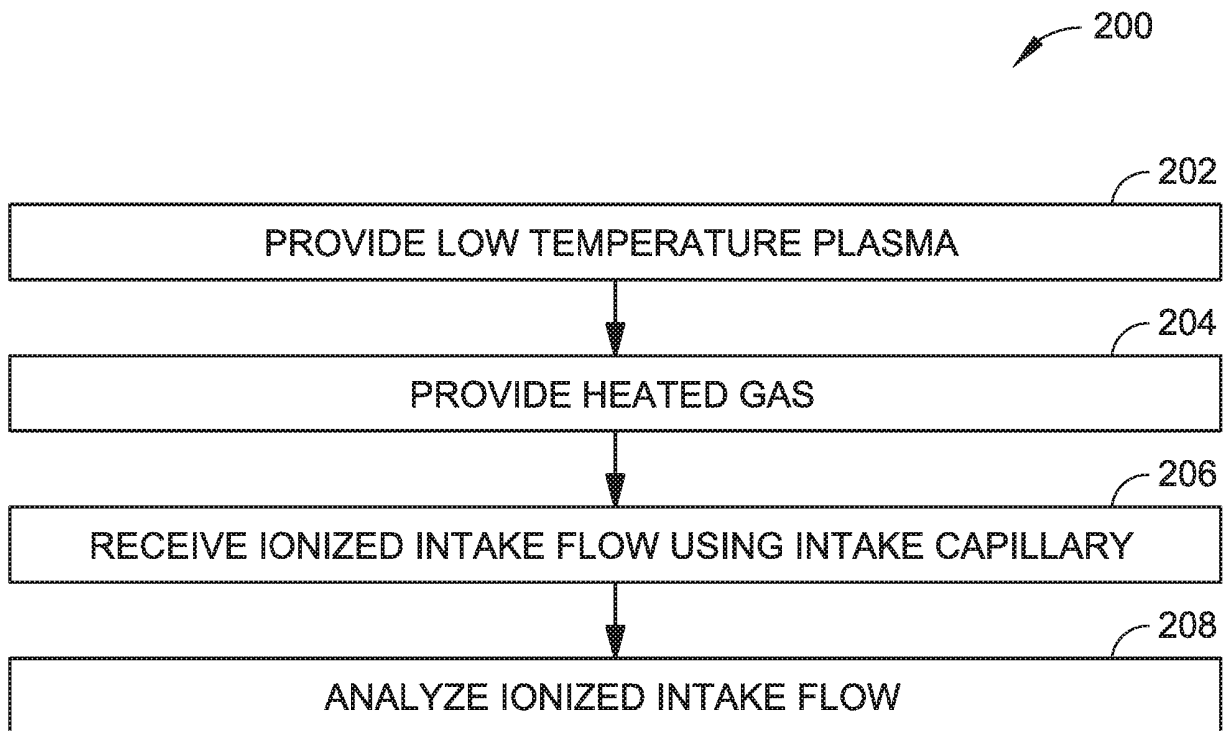 200
202
PROVIDE LOW TEMPERATURE PLASMA
204
PROVIDE HEATED GAS
206
RECEIVE IONIZED INTAKE FLOW USING INTAKE CAPILLARY
208
ANALYZE IONIZED INTAKE FLOW